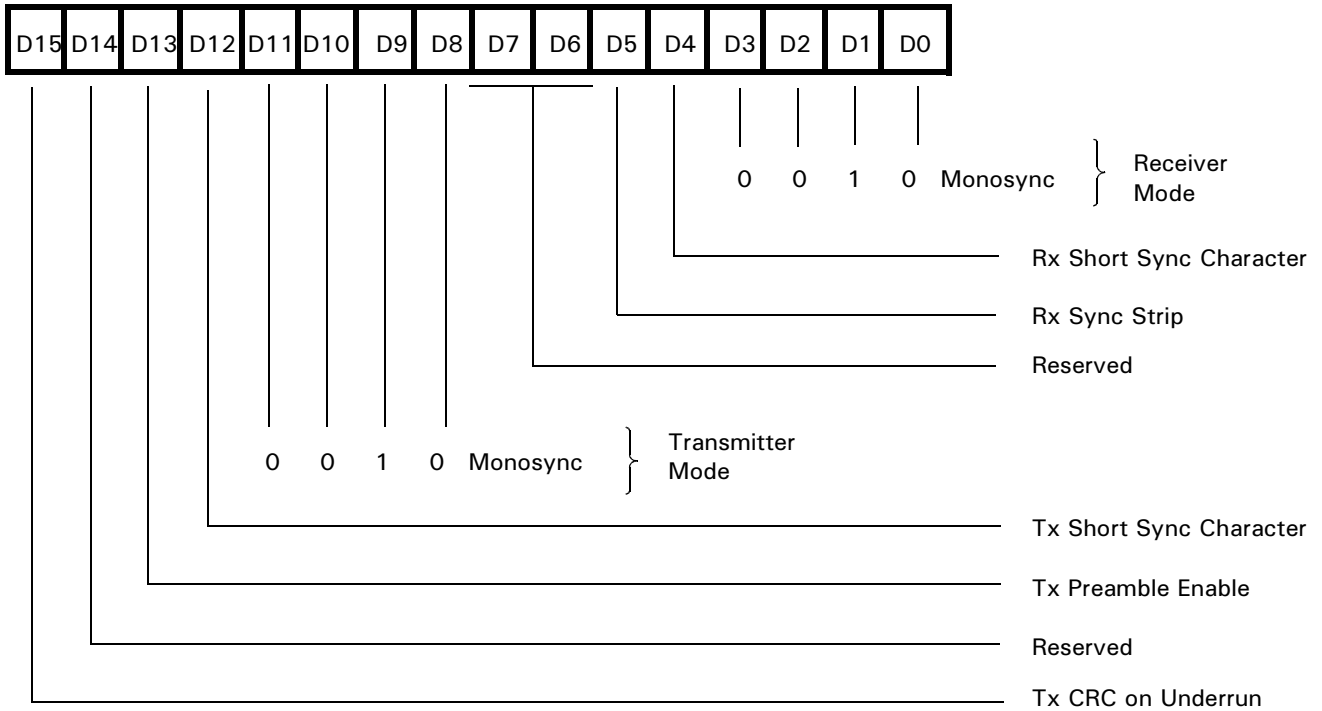 D15 D14 D13 D12 D11 D10 D9 D8 D7 D6 D5 D4 D3 D2 D1 D0
0 0 1 0 Monosync
Receiver
Mode
Rx Short Sync Character
Rx Sync Strip
Reserved
0 0 1 0 Monosync
Transmitter
Mode
Tx Short Sync Character
Tx Preamble Enable
Reserved
Tx CRC on Underrun